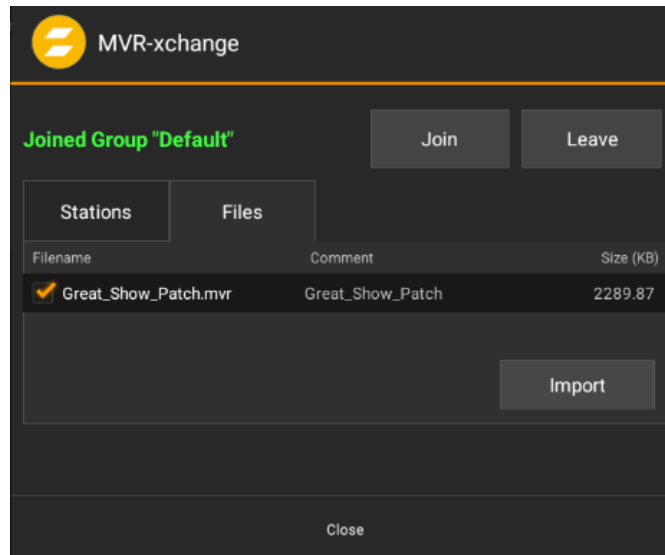 MVR-xchange
Joined Group "Default" Join Leave
Stations Files
Filename Comment Size (KB)
Great_Show_Patch.mvr Great_Show_Patch 2289.87
Import
Close